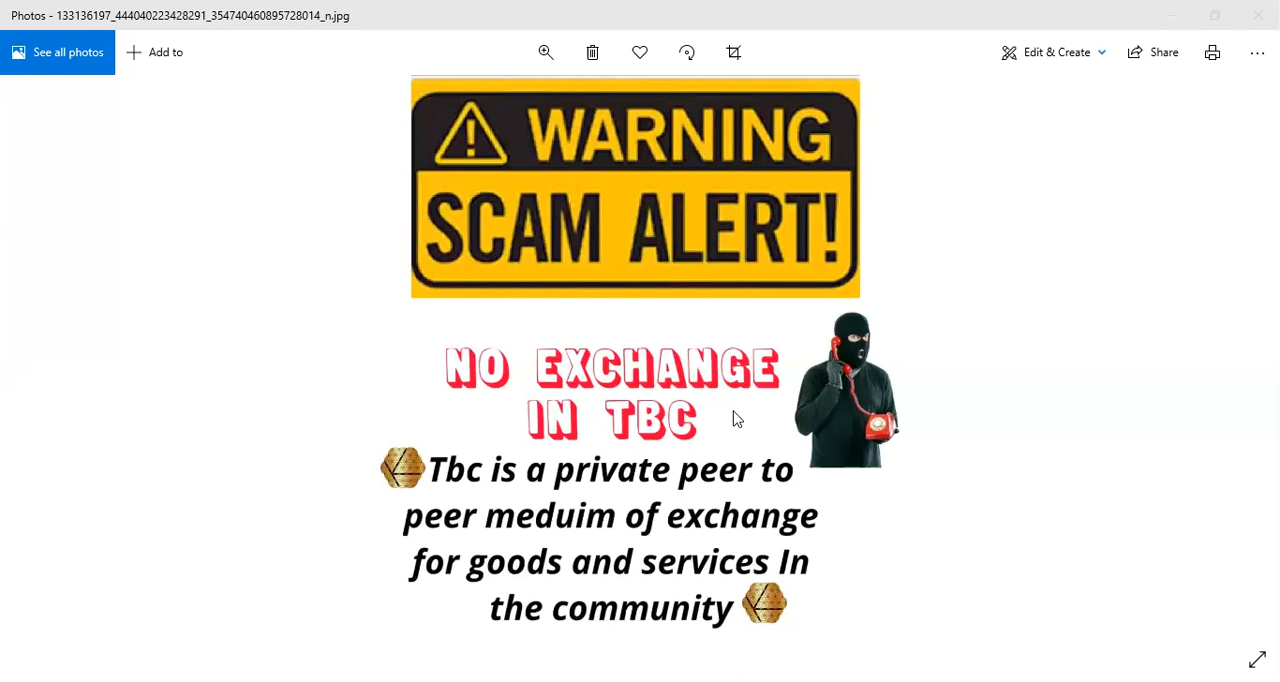 Photos - 133136197_444040223428291_354740460895728014_n.jpg
See all photos
Add to
Edit & Create
Share
WARNING
SCAM ALERT!
NO EXCHANGE
IN TBC
Tbc is a private peer to
peer meduim of exchange
for goods and services In
the community